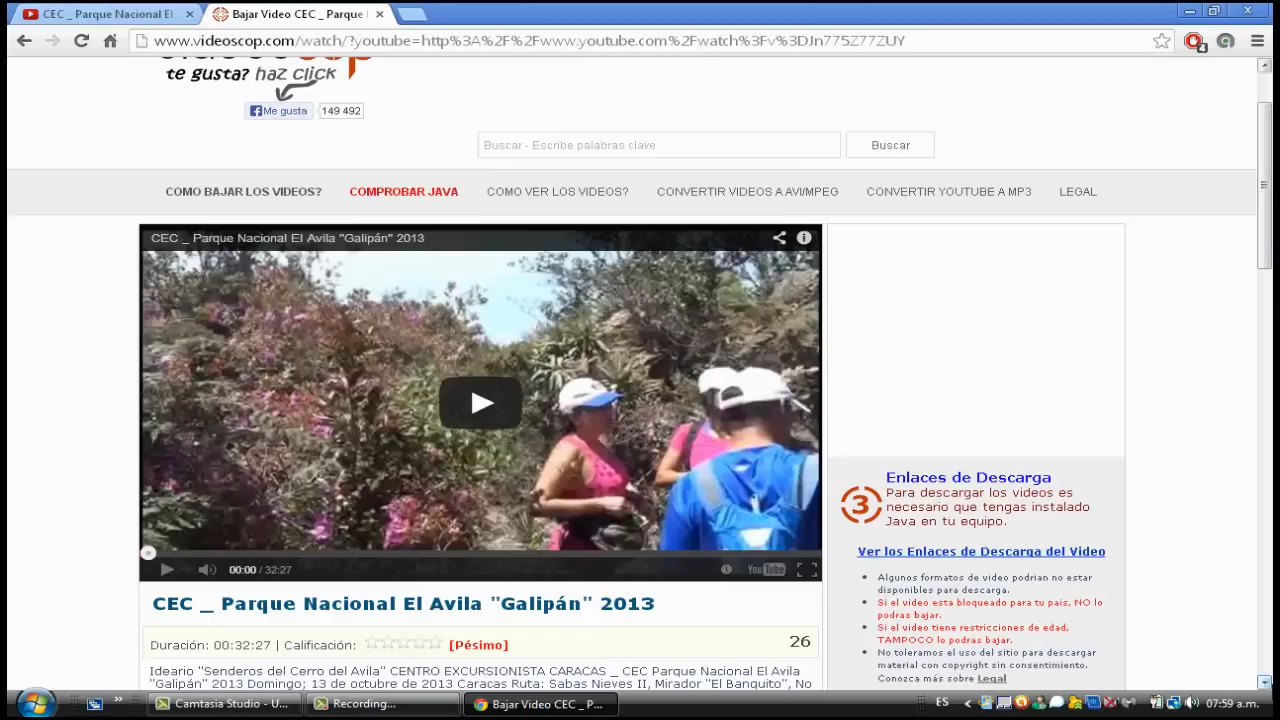 CEC _ Parque Nacional El
Bajar Video CEC _ Parque
www.videoscop.com/watch/?youtube=http%3A%2F%2Fwww.youtube.com%2Fwatch%3Fv%3DJn775Z77ZUY
te gusta? haz click
Me gusta 149 492
Buscar - Escribe palabras clave
Buscar
COMO BAJAR LOS VIDEOS? COMPROBAR JAVA COMO VER LOS VIDEOS? CONVERTIR VIDEOS A AVI/MPEG CONVERTIR YOUTUBE A MP3 LEGAL
CEC _ Parque Nacional El Avila "Galipán" 2013
00:00 / 32:27
YouTube
CEC _ Parque Nacional El Avila "Galipán" 2013
Duración: 00:32:27 | Calificación: [Pésimo]
26
Ideario "Senderos del Cerro del Avila" CENTRO EXCURSIONISTA CARACAS _ CEC Parque Nacional El Avila
"Galipán" 2013 Domingo; 13 de octubre de 2013 Caracas Ruta: Sabas Nieves II, Mirador "El Banquito", No
3
Enlaces de Descarga
Para descargar los videos es
necesario que tengas instalado
Java en tu equipo.
Ver los Enlaces de Descarga del Video
Algunos formatos de video podrian no estar
disponibles para descarga.
Si el video esta bloqueado para tu pais, NO lo
podras bajar.
Si el video tiene restricciones de edad,
TAMPOCO lo podras bajar.
No toleramos el uso del sitio para descargar
material con copyright sin consentimiento.
Conozca más sobre Legal
Camtasia Studio - U...
Recording...
Bajar Video CEC _ P...
ES
07:59 a.m.